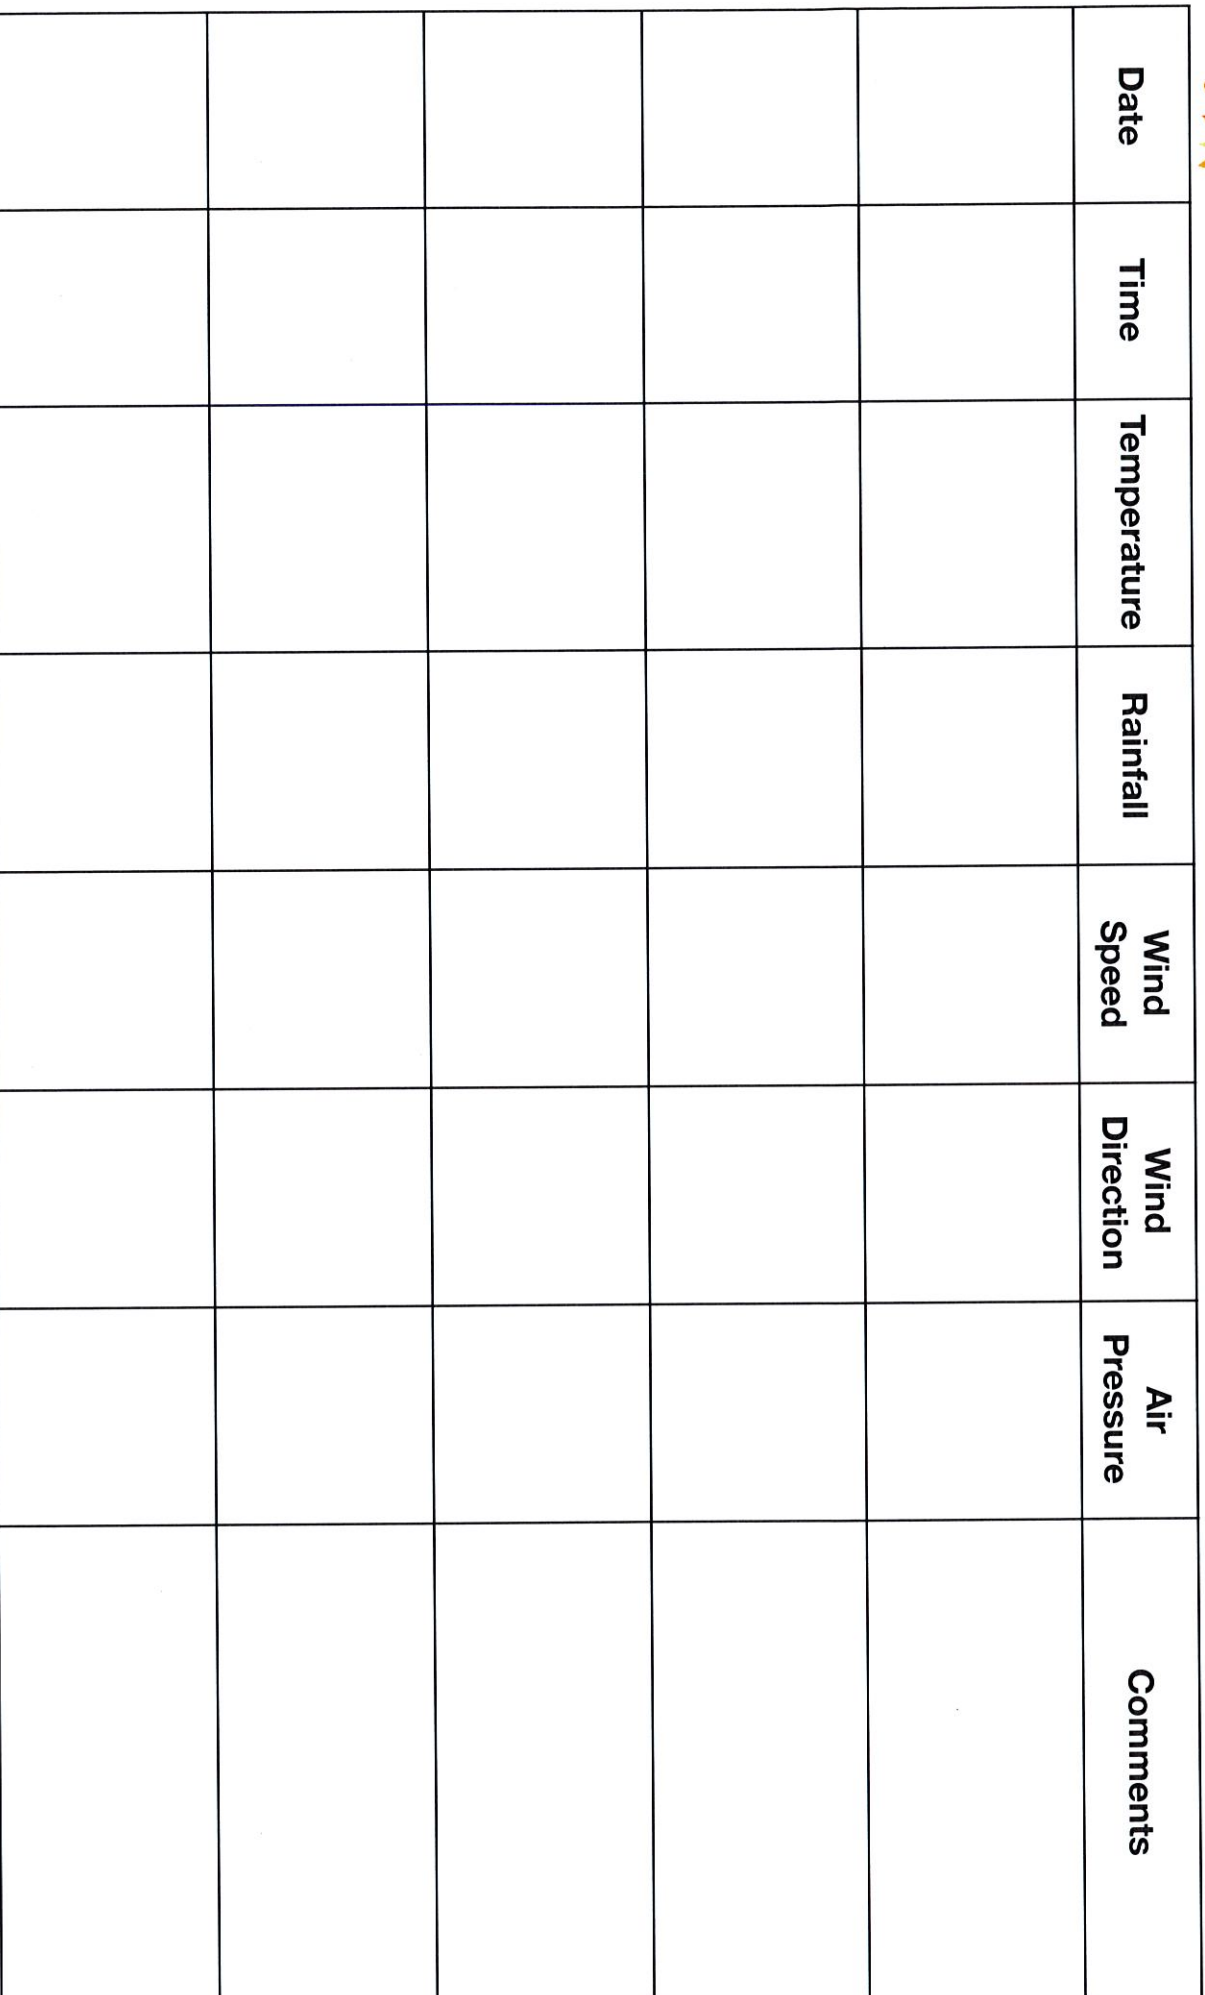 Date
Time
Temperature
Rainfall
Wind
Speed
Wind
Direction
Air
Pressure
Comments